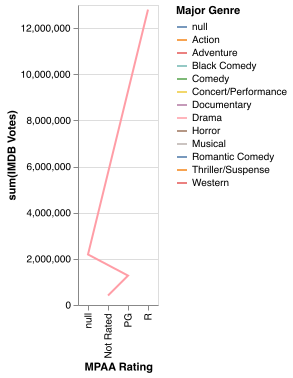 sum(IMDB Votes)
12,000,000
10,000,000
8,000,000
6,000,000
4,000,000
2,000,000
0
null
Not Rated
PG
R
MPAA Rating
Major Genre
null
Action
Adventure
Black Comedy
Comedy
Concert/Performance
Documentary
Drama
Horror
Musical
Romantic Comedy
Thriller/Suspense
Western